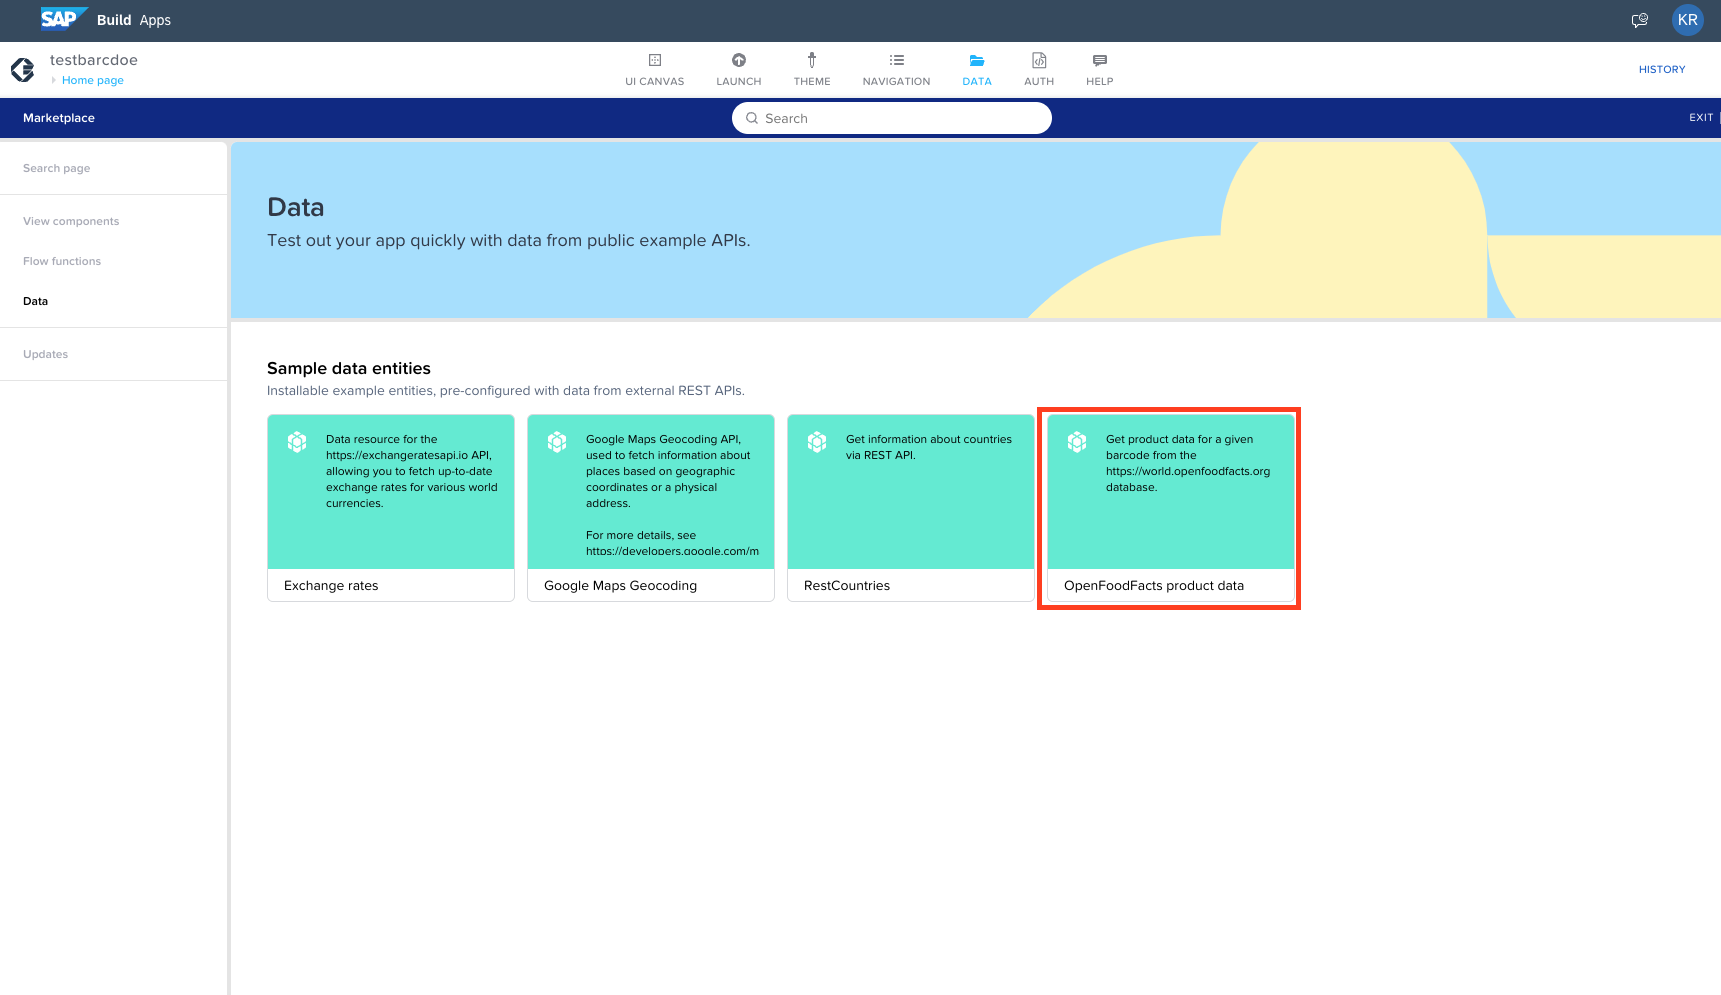 SAP Build Apps
KR
testbarcdoe
Home page
UI CANVAS
LAUNCH
THEME
NAVIGATION
DATA
AUTH
HELP
HISTORY
Marketplace
Search
EXIT
Search page
View components
Flow functions
Data
Updates
Data
Test out your app quickly with data from public example APIs.
Sample data entities
Installable example entities, pre-configured with data from external REST APIs.
Data resource for the
https://exchangeratesapi.io API,
allowing you to fetch up-to-date
exchange rates for various world
currencies.
Exchange rates
Google Maps Geocoding API,
used to fetch information about
places based on geographic
coordinates or a physical
address.
For more details, see
https://developers.google.com/m
Google Maps Geocoding
Get information about countries
via REST API.
RestCountries
Get product data for a given
barcode from the
https://world.openfoodfacts.org
database.
OpenFoodFacts product data